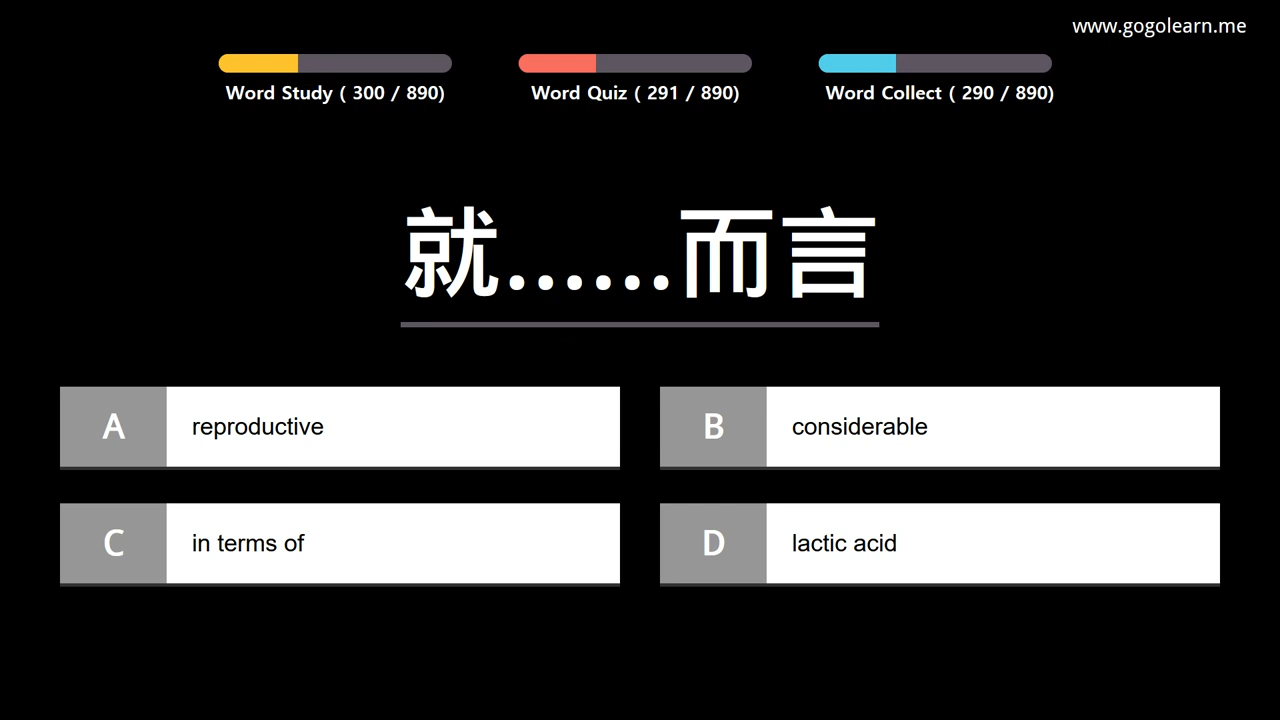 www.gogolearn.me
Word Study ( 300 / 890)
Word Quiz ( 291 / 890)
Word Collect ( 290 / 890)
就......而言
A
reproductive
B
considerable
C
in terms of
D
lactic acid